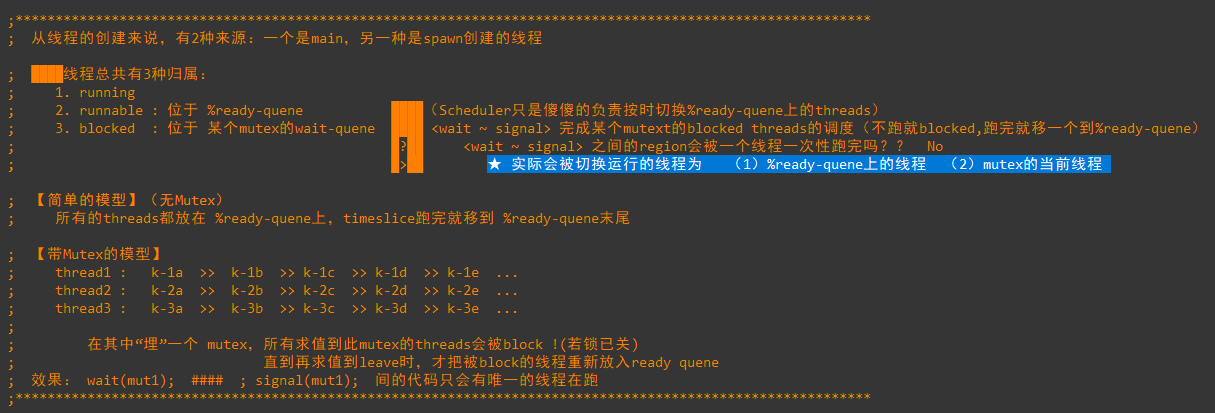 ;***********************************************************************************************************
;  从线程的创建来说，有2种来源：一个是main，另一种是spawn创建的线程
;  ████线程总共有3种归属：
;     1. running
;     2. runnable : 位于 %ready-quene ████（Scheduler只是傻傻的负责按时切换%ready-quene上的threads）
;     3. blocked  : 位于 某个mutex的wait-quene ████ <wait ~ signal> 完成某个mutext的blocked threads的调度（不跑就blocked,跑完就移一个到%ready-quene）
; █?██ <wait ~ signal> 之间的region会被一个线程一次性跑完吗？？  No
; █>██ ★ 实际会被切换运行的线程为  （1）%ready-quene上的线程  （2）mutex的当前线程
;  【简单的模型】（无Mutex）
;     所有的threads都放在 %ready-quene上，timeslice跑完就移到 %ready-quene末尾
;  【带Mutex的模型】
;     thread1 :   k-1a  >>  k-1b  >> k-1c  >> k-1d  >> k-1e  ...
;     thread2 :   k-2a  >>  k-2b  >> k-2c  >> k-2d  >> k-2e  ...
;     thread3 :   k-3a  >>  k-3b  >> k-3c  >> k-3d  >> k-3e  ...
;
;         在其中“埋”一个 mutex，所有求值到此mutex的threads会被block !(若锁已关)
;                               直到再求值到leave时，才把被block的线程重新放入ready quene
;  效果： wait(mut1);  ####  ; signal(mut1);  间的代码只会有唯一的线程在跑
;***********************************************************************************************************